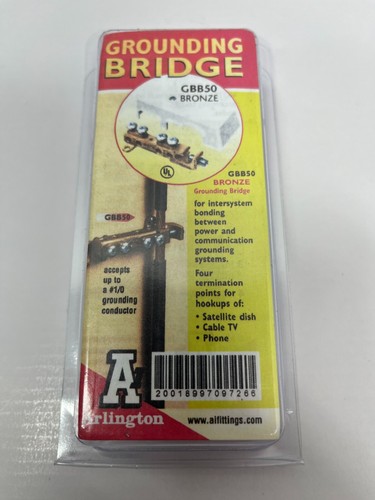 GROUNDING
BRIDGE
GBB50
BRONZE
UL
GBB50
BRONZE
Grounding Bridge
for intersystem
bonding
between
power and
communication
grounding
systems.
Four
termination
points for
hookups of:
• Satellite dish
• Cable TV
• Phone
GBB50
accepts
up to
a #1/0
grounding
conductor
A
Arlington
20018997097266
www.aifittings.com